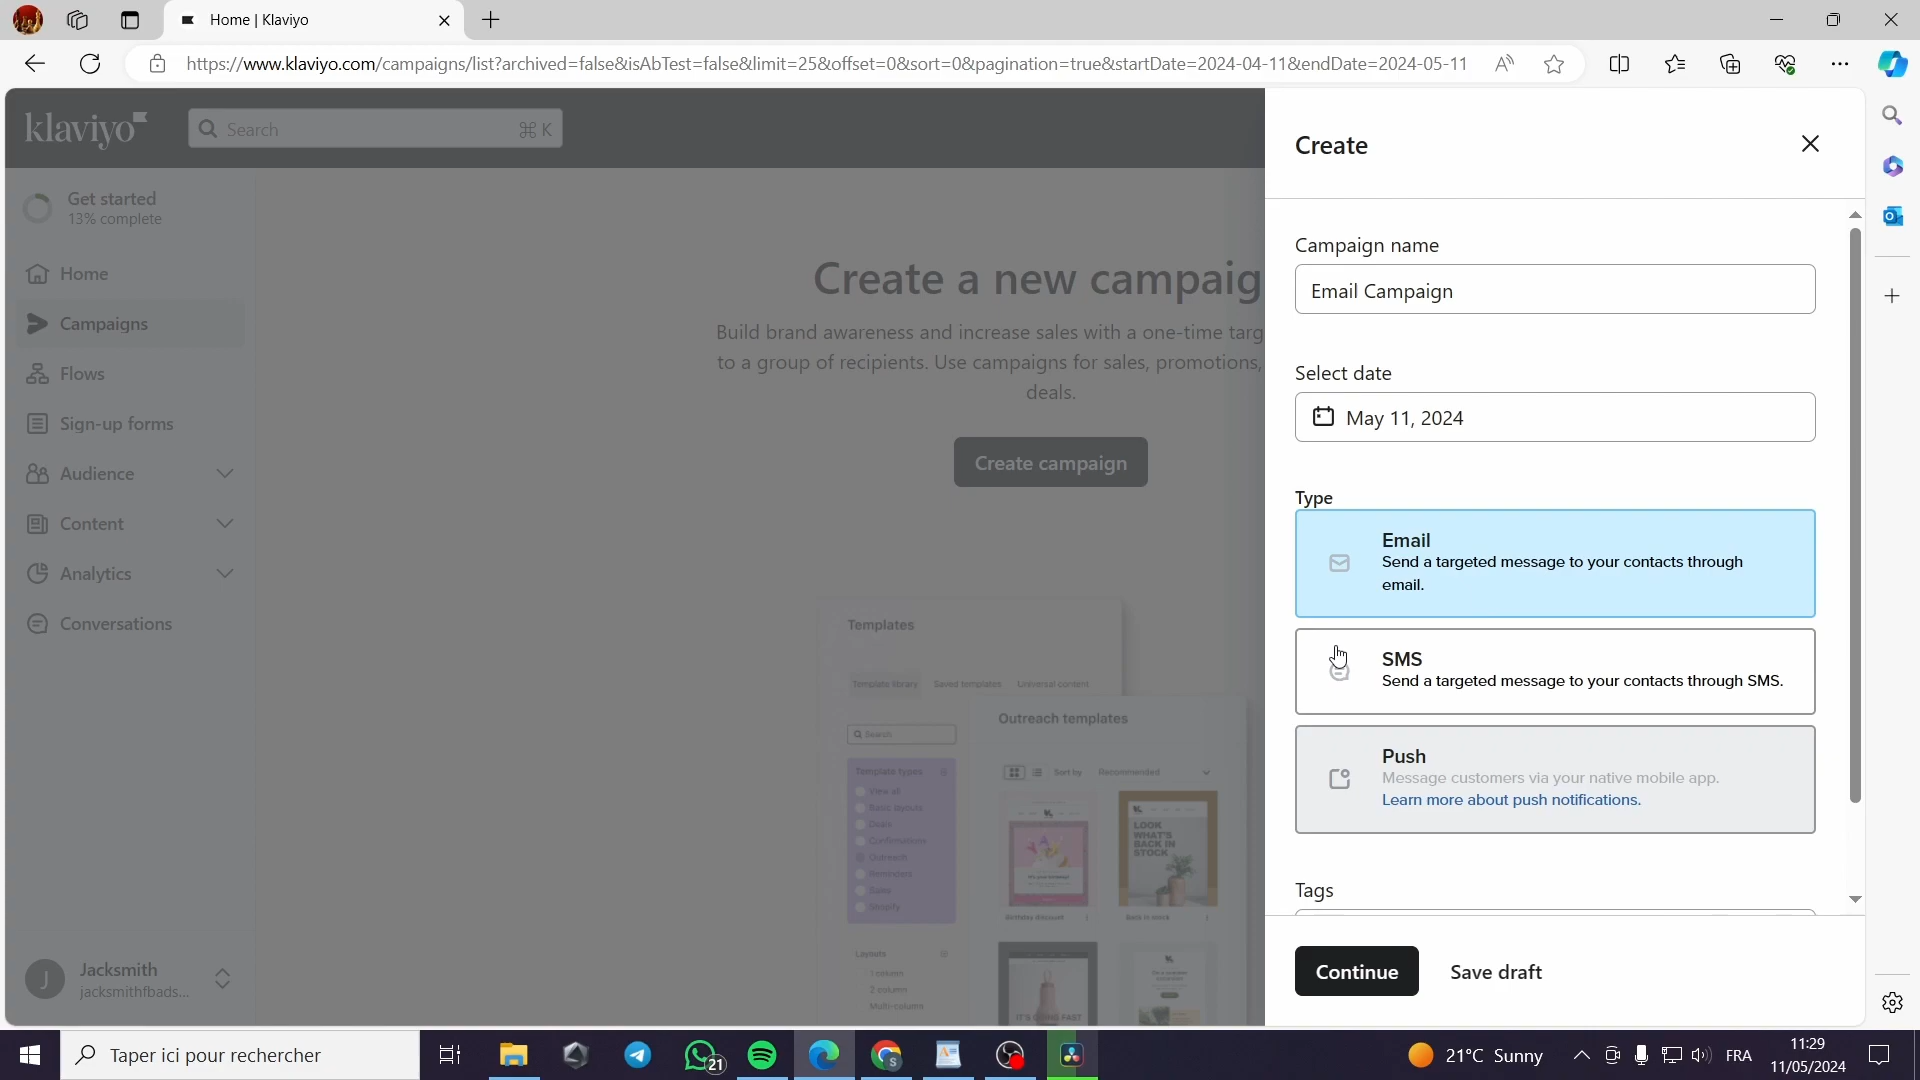 Home | Klaviyo
https://www.klaviyo.com/campaigns/list?archived=false&isAbTest=false&limit=25&offset=0&sort=0&pagination=true&startDate=2024-04-11&endDate=2024-05-11
klaviyo
Search
⌘ K
Get started
13% complete
Home
Campaigns
Flows
Sign-up forms
Audience
Content
Analytics
Conversations
J
Jacksmith
jacksmithfbads...
Create a new campaig
Build brand awareness and increase sales with a one-time targ
to a group of recipients. Use campaigns for sales, promotions,
deals.
Create campaign
Templates
Template library
Saved templates
Universal content
Search
Template types
View all
Basic layouts
Deals
Confirmations
Outreach
Reminders
Sales
Shopify
Layouts
1 column
2 column
Multi-column
Outreach templates
Sort by
Recommended
LOOK
WHAT'S
BACK IN
STOCK
Birthday discount
Back in stock
IT'S GOING FAST
Create
Campaign name
Email Campaign
Select date
May 11, 2024
Type
Email
Send a targeted message to your contacts through
email.
SMS
Send a targeted message to your contacts through SMS.
Push
Message customers via your native mobile app.
Learn more about push notifications.
Tags
Continue
Save draft
Taper ici pour rechercher
21
21°C Sunny
FRA
11:29
11/05/2024